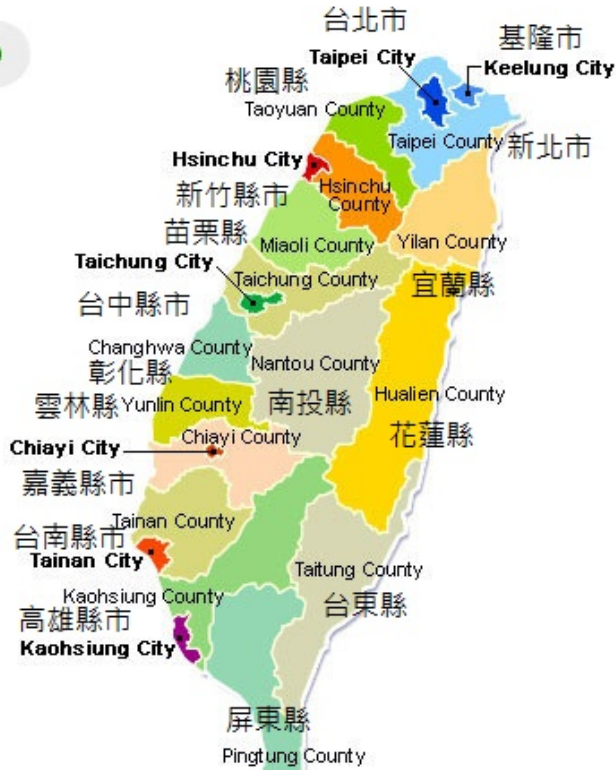 台北市
Taipei City
基隆市
Keelung City
桃園縣
Taoyuan County
Taipei County
新北市
Hsinchu City
Hsinchu
County
新竹縣市
苗栗縣
Miaoli County
Yilan County
宜蘭縣
Taichung City
Taichung County
台中縣市
Changhwa County
彰化縣
Nantou County
南投縣
Hualien County
花蓮縣
雲林縣
Yunlin County
Chiayi City
Chiayi County
嘉義縣市
Tainan County
台南縣市
Tainan City
Taitung County
台東縣
Kaohsiung County
高雄縣市
Kaohsiung City
屏東縣
Pingtung County